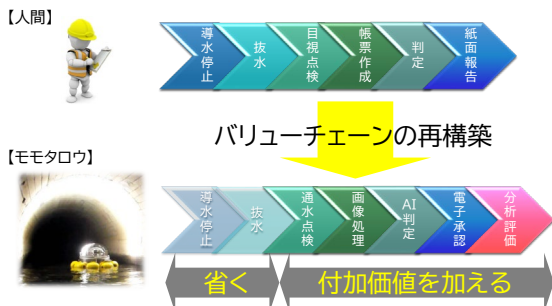 【人間】
導水停止
抜水
目視点検
帳票作成
判定
紙面報告
バリューチェーンの再構築
【モモタロウ】
導水停止
抜水
通水点検
画像処理
AI判定
電子承認
分析評価
省く
付加価値を加える